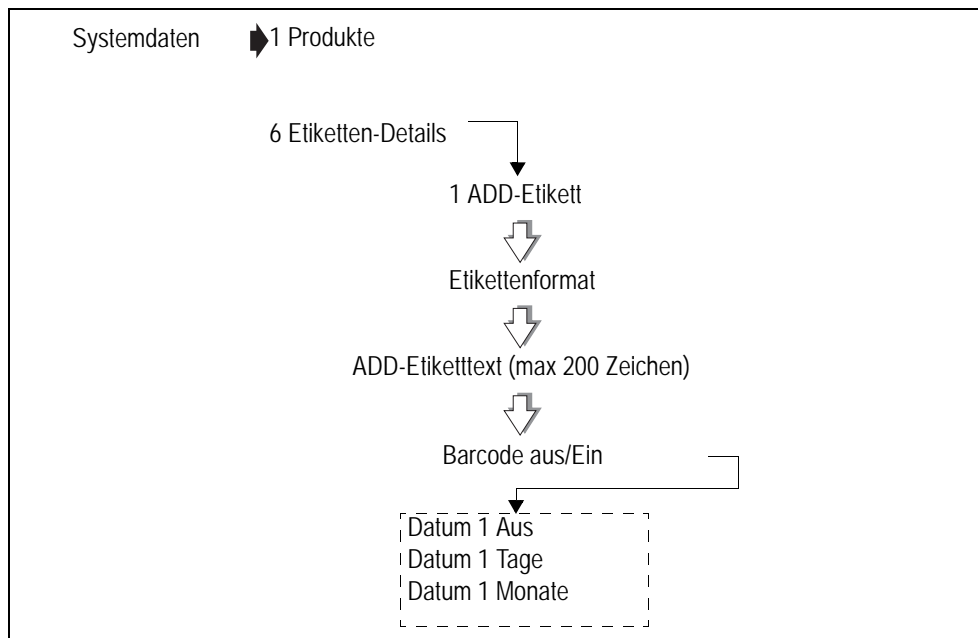 Systemdaten 1 Produkte
6 Etiketten-Details
1 ADD-Etikett
Etikettenformat
ADD-Etiketttext (max 200 Zeichen)
Barcode aus/Ein
Datum 1 Aus
Datum 1 Tage
Datum 1 Monate